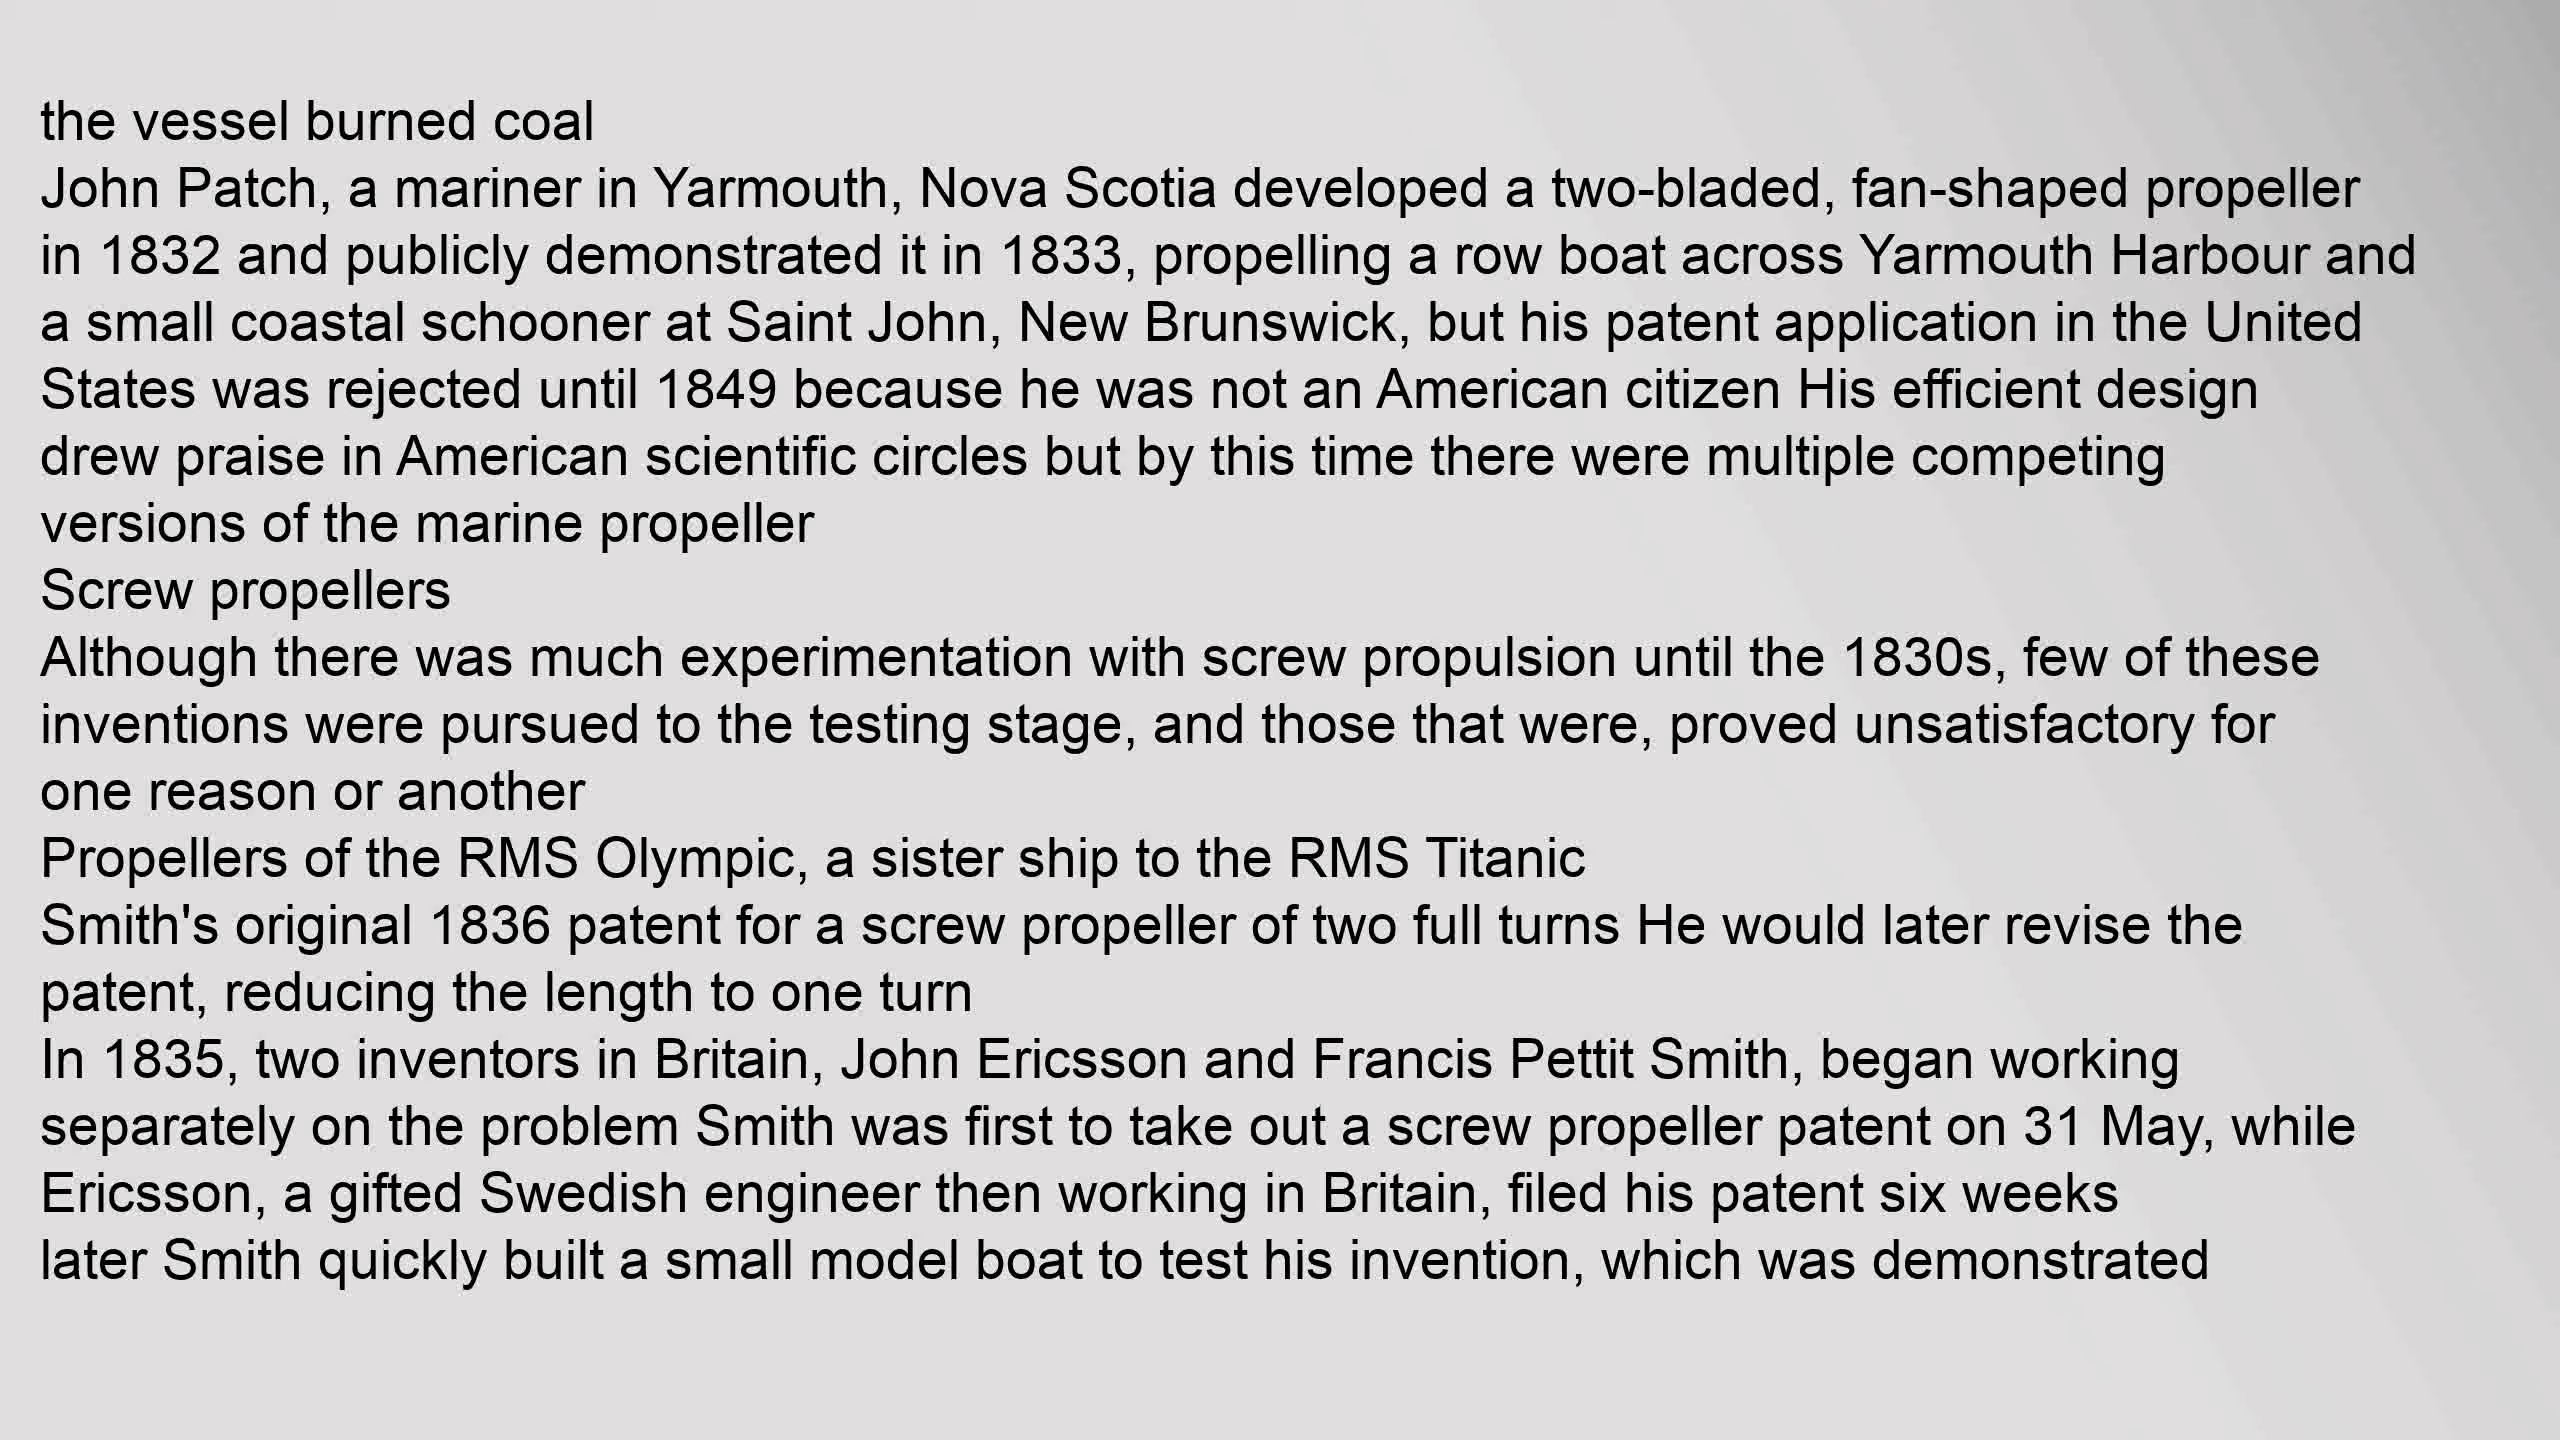 the vessel burned coal
John Patch, a mariner in Yarmouth, Nova Scotia developed a two-bladed, fan-shaped propeller
in 1832 and publicly demonstrated it in 1833, propelling a row boat across Yarmouth Harbour and
a small coastal schooner at Saint John, New Brunswick, but his patent application in the United
States was rejected until 1849 because he was not an American citizen His efficient design
drew praise in American scientific circles but by this time there were multiple competing
versions of the marine propeller
Screw propellers
Although there was much experimentation with screw propulsion until the 1830s, few of these
inventions were pursued to the testing stage, and those that were, proved unsatisfactory for
one reason or another
Propellers of the RMS Olympic, a sister ship to the RMS Titanic
Smith's original 1836 patent for a screw propeller of two full turns He would later revise the
patent, reducing the length to one turn
In 1835, two inventors in Britain, John Ericsson and Francis Pettit Smith, began working
separately on the problem Smith was first to take out a screw propeller patent on 31 May, while
Ericsson, a gifted Swedish engineer then working in Britain, filed his patent six weeks
later Smith quickly built a small model boat to test his invention, which was demonstrated